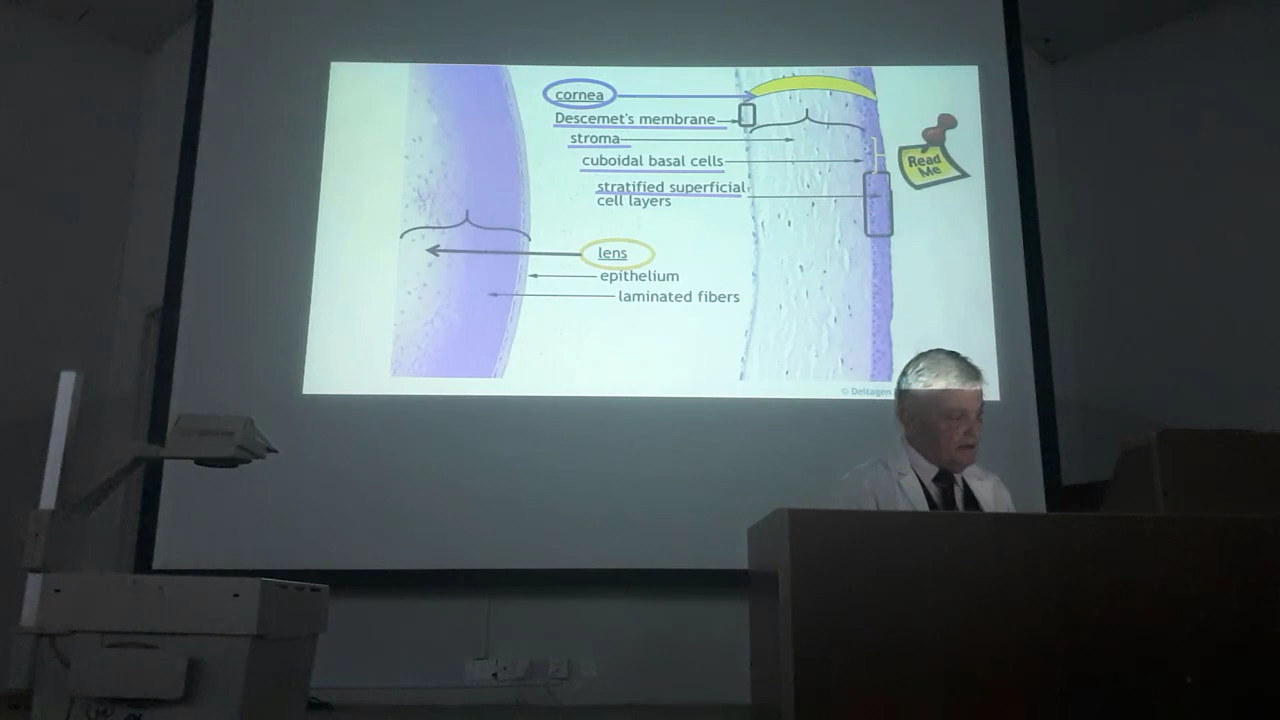 cornea
Descemet's membrane
stroma
cuboidal basal cells
stratified superficial
cell layers
Read
Me
lens
epithelium
laminated fibers
© Deltagen